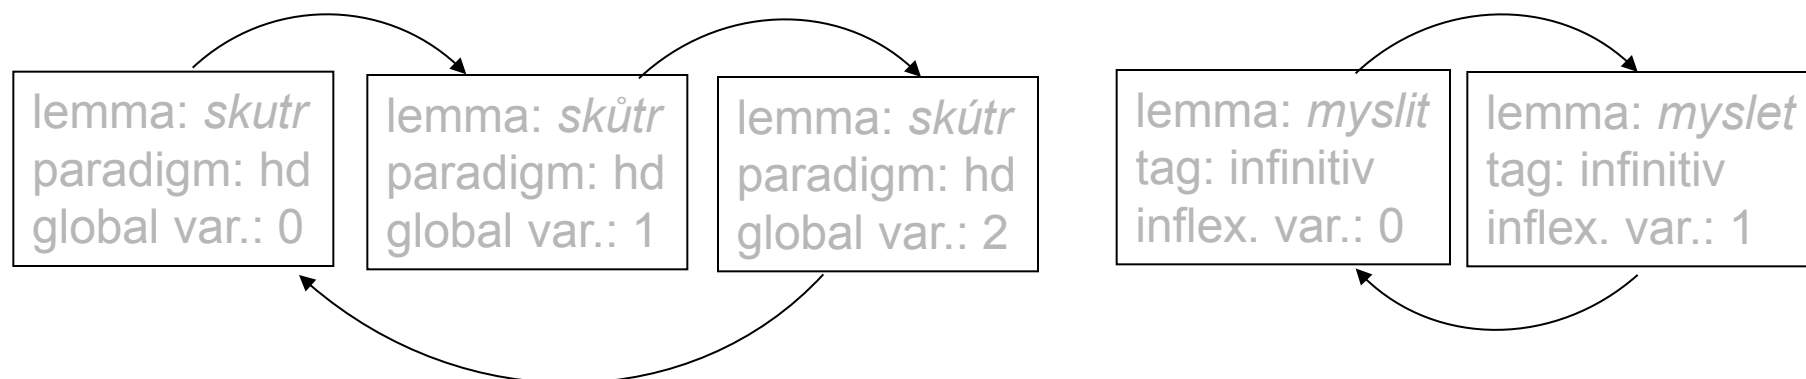 lemma: skutr
paradigm: hd
global var.: 0
lemma: skůtr
paradigm: hd
global var.: 1
lemma: skútr
paradigm: hd
global var.: 2
lemma: myslit
tag: infinitiv
inflex. var.: 0
lemma: myslet
tag: infinitiv
inflex. var.: 1